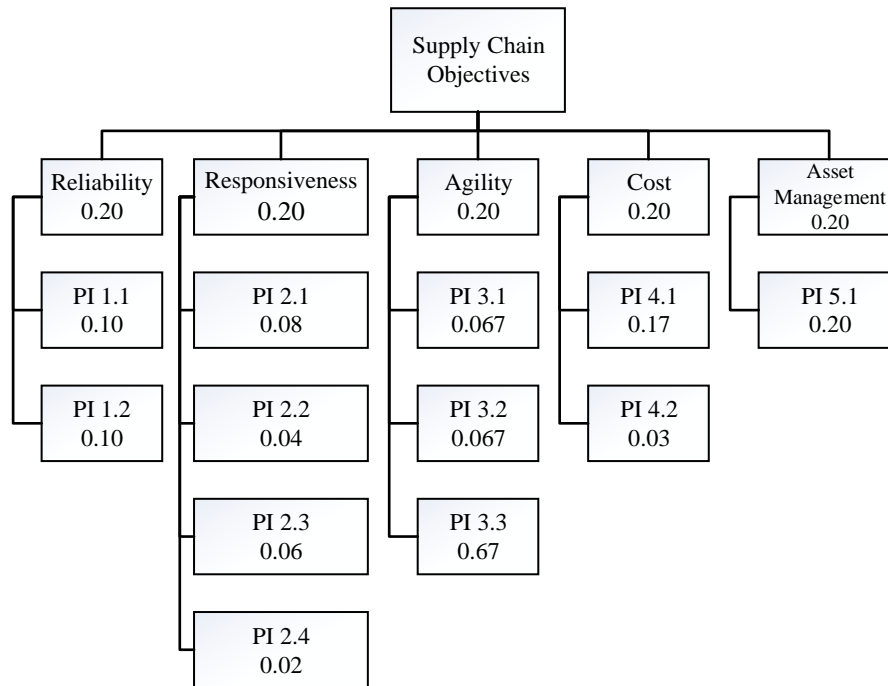 Supply Chain
Objectives
Reliability
0.20
Responsiveness
0.20
Agility
0.20
Cost
0.20
Asset
Management
0.20
PI 1.1
0.10
PI 2.1
0.08
PI 3.1
0.067
PI 4.1
0.17
PI 5.1
0.20
PI 1.2
0.10
PI 2.2
0.04
PI 3.2
0.067
PI 4.2
0.03
PI 2.3
0.06
PI 3.3
0.67
PI 2.4
0.02